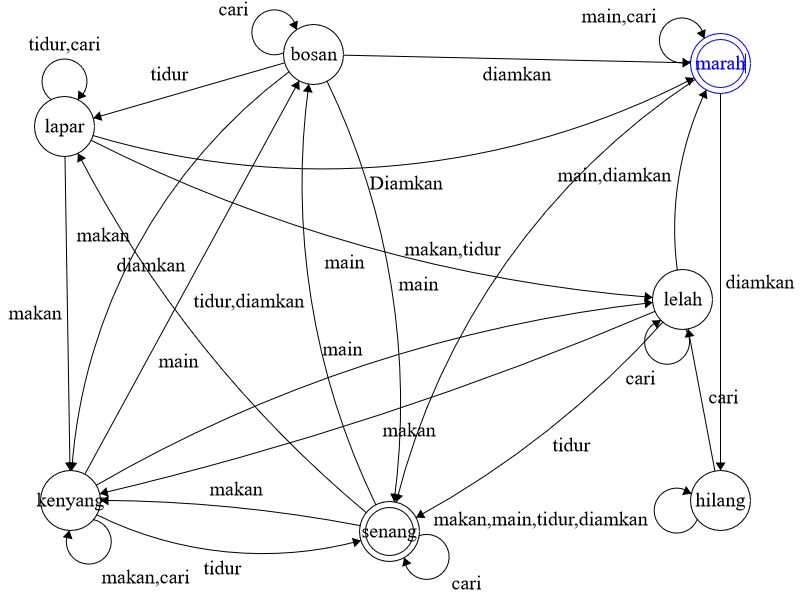 cari
main,cari
tidur,cari
bosan
marah
tidur
diamkan
lapar
Diamkan
main,diamkan
makan
makan,tidur
diamkan
main
main
diamkan
tidur,diamkan
lelah
makan
main
main
cari
cari
makan
tidur
makan
kenyang
hilang
makan,main,tidur,diamkan
senang
tidur
makan,cari
cari